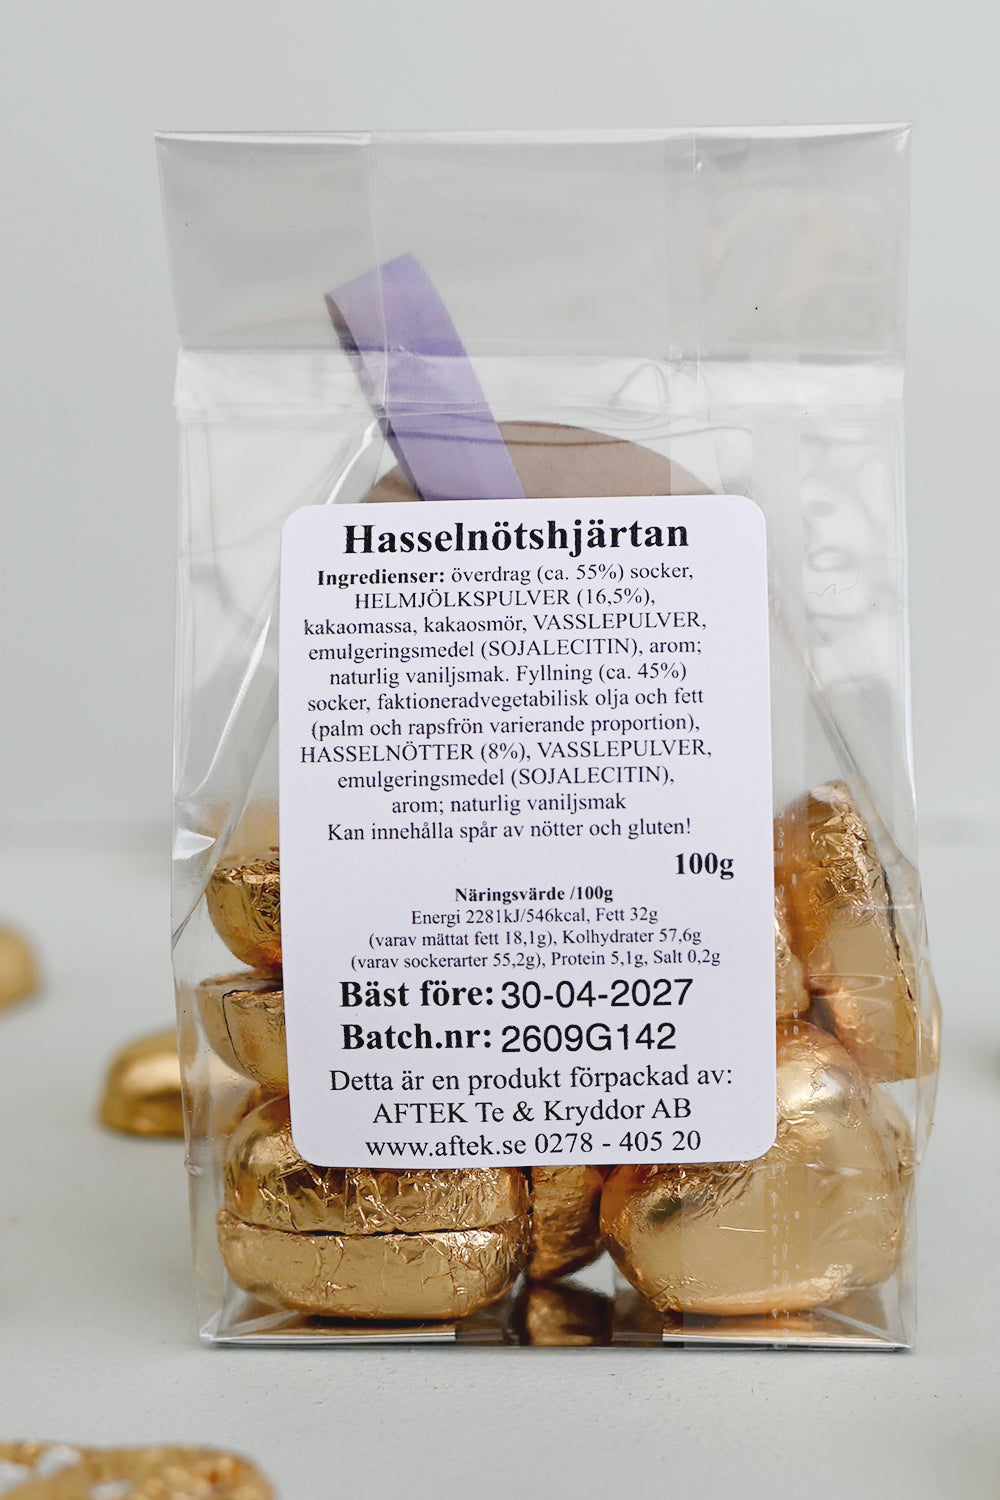 Hasselnötshjärtan
Ingredienser: överdrag (ca. 55%) socker,
HELMJÖLKSPULVER (16,5%),
kakaomassa, kakaosmör, VASSLEPULVER,
emulgeringsmedel (SOJALECITIN), arom;
naturlig vaniljsmak. Fyllning (ca. 45%)
socker, faktioneradvegetabilisk olja och fett
(palm och rapsfrön varierande proportion),
HASSELNÖTTER (8%), VASSLEPULVER,
emulgeringsmedel (SOJALECITIN),
arom; naturlig vaniljsmak
Kan innehålla spår av nötter och gluten!
100g
Näringsvärde /100g
Energi 2281kJ/546kcal, Fett 32g
(varav mättat fett 18,1g), Kolhydrater 57,6g
(varav sockerarter 55,2g), Protein 5,1g, Salt 0,2g
Bäst före: 30-04-2027
Batch.nr: 2609G142
Detta är en produkt förpackad av:
AFTEK Te & Kryddor AB
www.aftek.se 0278 - 405 20